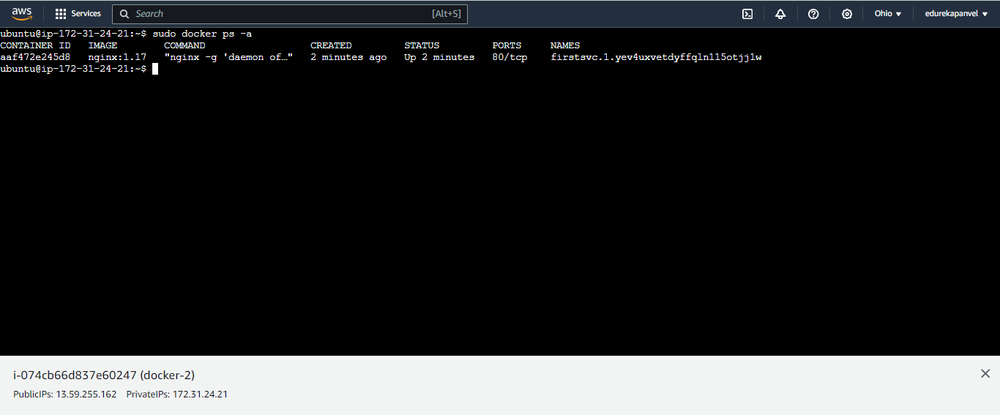 aws Services Search [Alt+S] Ohio ▼ edurekapanvel ▼
ubuntu@ip-172-31-24-21:~$ sudo docker ps -a
CONTAINER ID IMAGE COMMAND CREATED STATUS PORTS NAMES
aaf472e245d8 nginx:1.17 "nginx -g 'daemon of…" 2 minutes ago Up 2 minutes 80/tcp firstsvc.1.yev4uxvetdyffqln115otjj1w
ubuntu@ip-172-31-24-21:~$
i-074cb66d837e60247 (docker-2)
PublicIPs: 13.59.255.162 PrivateIPs: 172.31.24.21